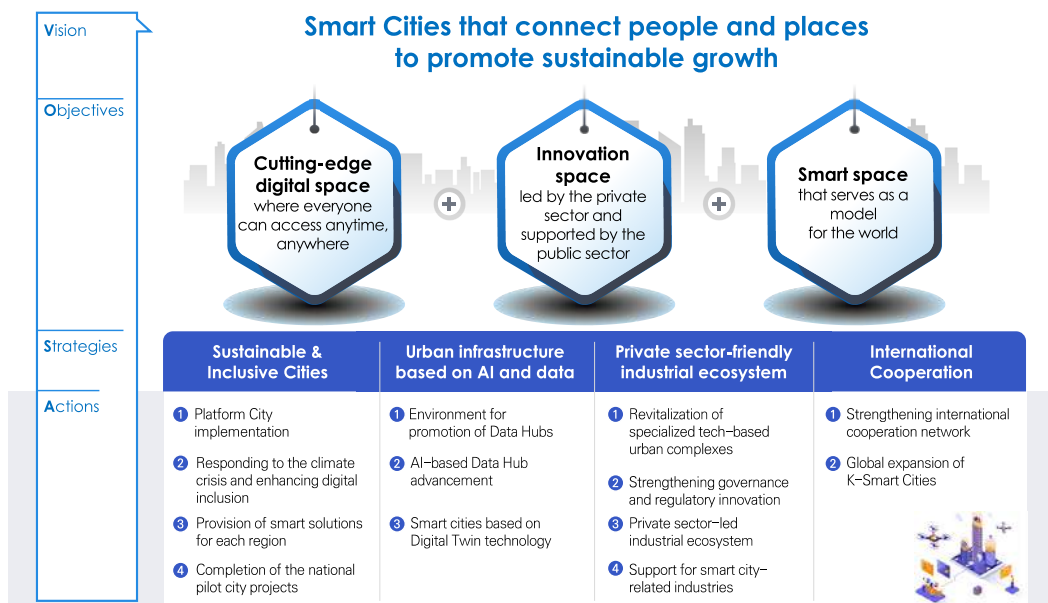 Vision
Smart Cities that connect people and places
to promote sustainable growth
Objectives
Cutting-edge
digital space
where everyone
can access anytime,
anywhere
Innovation
space
led by the private
sector and
supported by the
public sector
Smart space
that serves as a
model
for the world
Strategies
Sustainable &
Inclusive Cities
Urban infrastructure
based on AI and data
Private sector-friendly
industrial ecosystem
International
Cooperation
Actions
1 Platform City
implementation
2 Responding to the climate
crisis and enhancing digital
inclusion
3 Provision of smart solutions
for each region
4 Completion of the national
pilot city projects
1 Environment for
promotion of Data Hubs
2 AI-based Data Hub
advancement
3 Smart cities based on
Digital Twin technology
1 Revitalization of
specialized tech-based
urban complexes
2 Strengthening governance
and regulatory innovation
3 Private sector-led
industrial ecosystem
4 Support for smart city-
related industries
1 Strengthening international
cooperation network
2 Global expansion of
K-Smart Cities